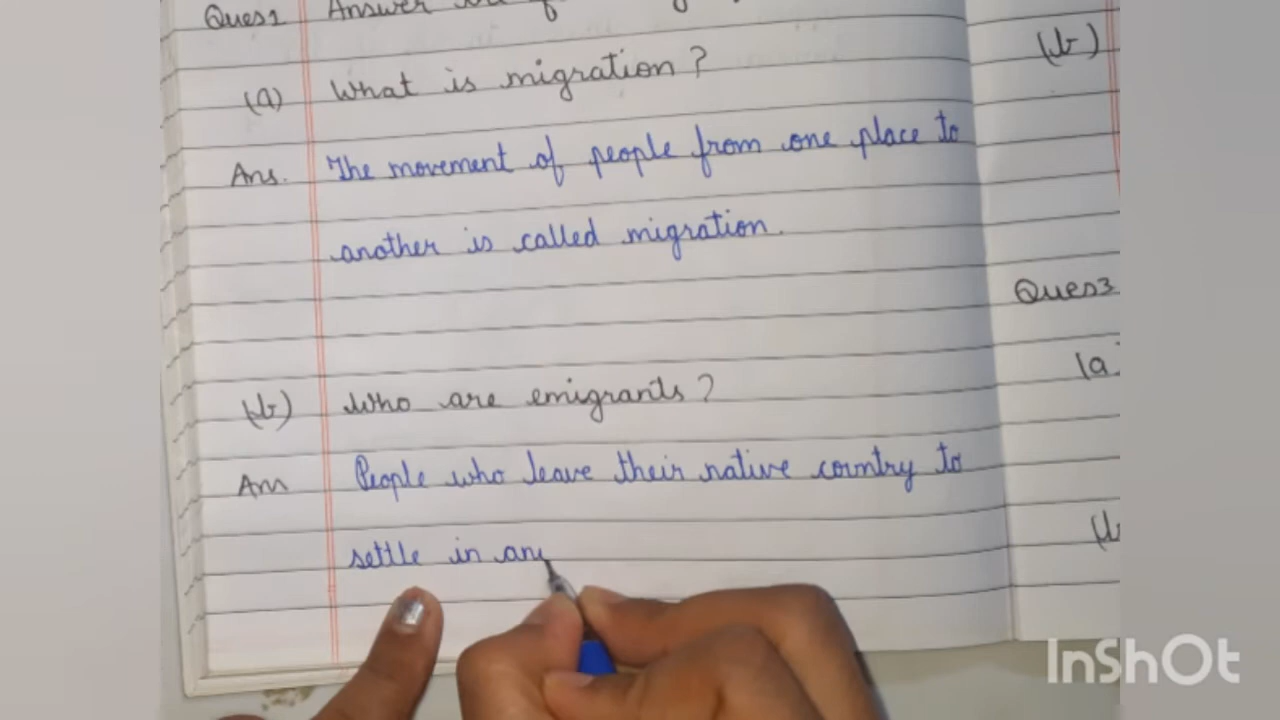 Ques1 Answer
(a) What is migration?
Ans. The movement of people from one place to
another is called migration.
(b) Who are emigrants?
Ans People who leave their native country to
settle in an
(b)
Ques3
(a
InShOt